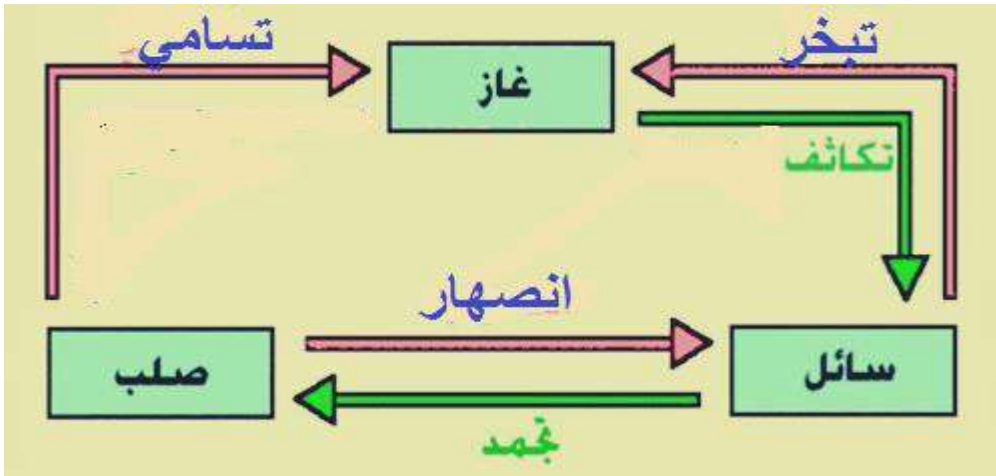 تسامي
تبخر
غاز
تكاثف
انصهار
سائل
صلب
تجمد